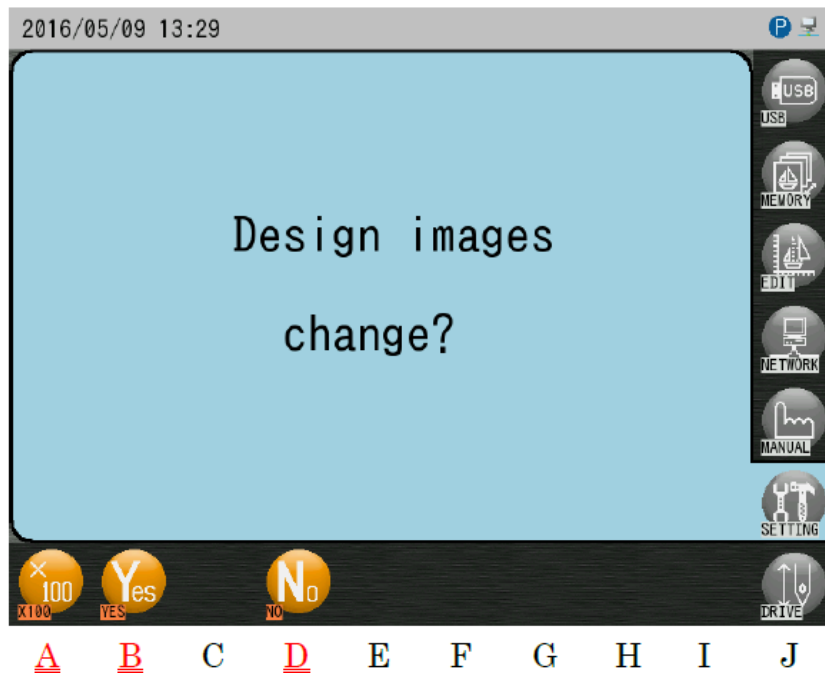 2016/05/09 13:29
P
USB
USB
MEMORY
EDIT
NETWORK
MANUAL
SETTING
Design images
change?
×100
X100
Yes
YES
No
NO
DRIVE
A B C D E F G H I J